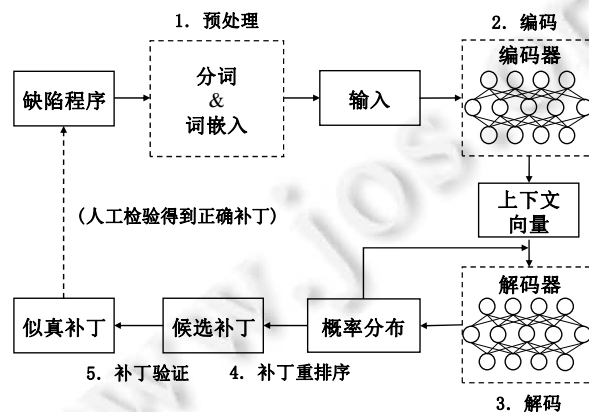 1. 预处理
2. 编码
缺陷程序
分词
&
词嵌入
输入
编码器
上下文
向量
(人工检验得到正确补丁)
解码器
似真补丁
候选补丁
概率分布
5. 补丁验证
4. 补丁重排序
3. 解码